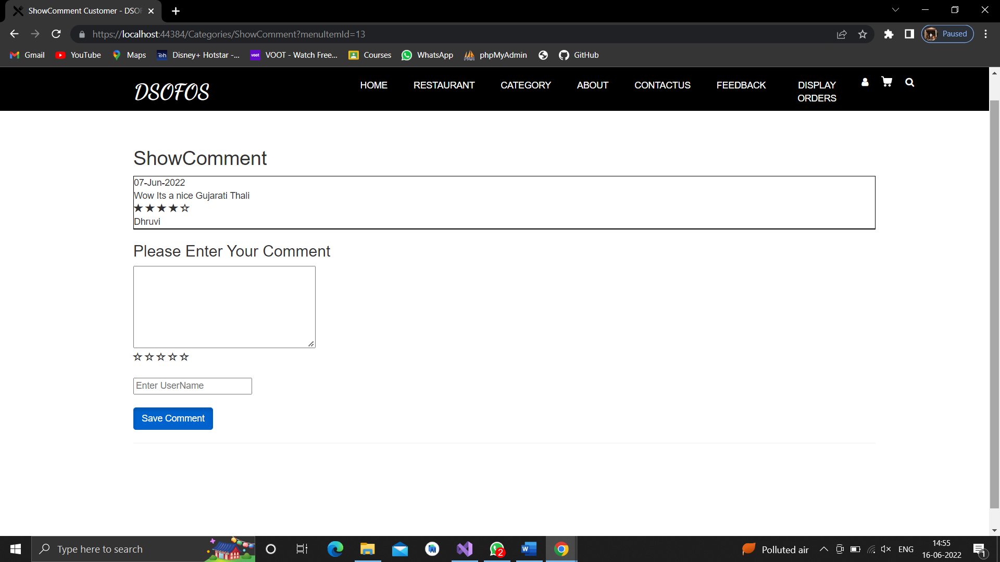 ShowComment Customer - DSOF
https://localhost:44384/Categories/ShowComment?menuItemId=13
Paused
Gmail
YouTube
Maps
Disney+ Hotstar -...
VOOT - Watch Free...
Courses
WhatsApp
phpMyAdmin
GitHub
DSOFOS
HOME
RESTAURANT
CATEGORY
ABOUT
CONTACTUS
FEEDBACK
DISPLAY
ORDERS
ShowComment
07-Jun-2022
Wow Its a nice Gujarati Thali
★★★★☆
Dhruvi
Please Enter Your Comment
☆☆☆☆☆
Enter UserName
Save Comment
Type here to search
2
Polluted air
ENG
14:55
16-06-2022
1